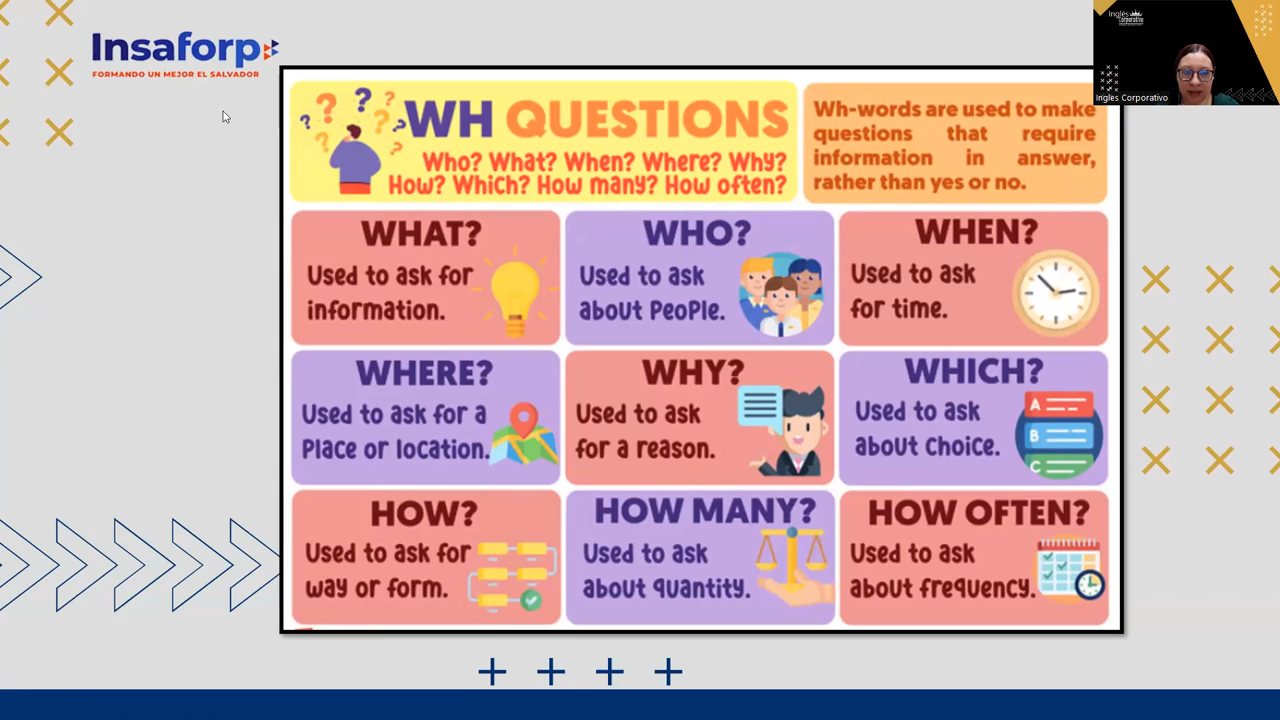 Insaforp
FORMANDO UN MEJOR EL SALVADOR
WH QUESTIONS
Who? What? When? Where? Why?
How? Which? How many? How often?
Wh-words are used to make
questions that require
information in answer,
rather than yes or no.
WHAT?
Used to ask for
information.
WHO?
Used to ask
about People.
WHEN?
Used to ask
for time.
WHERE?
Used to ask for a
Place or location.
WHY?
Used to ask
for a reason.
WHICH?
Used to ask
about Choice.
A
B
C
HOW?
Used to ask for
way or form.
HOW MANY?
Used to ask
about quantity.
HOW OFTEN?
Used to ask
about frequency.
Inglés
Corporativo
Ingles Corporativo